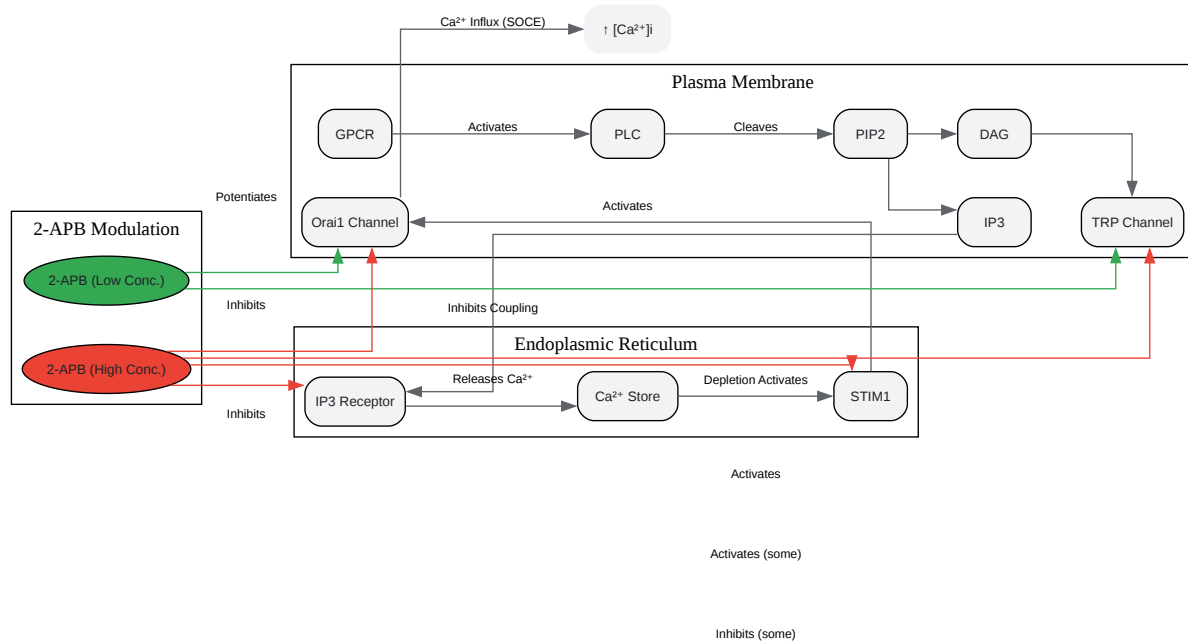 Ca²⁺ Influx (SOCE)
↑ [Ca²⁺]i
Plasma Membrane
GPCR
Activates
PLC
Cleaves
PIP2
DAG
Potentiates
Orai1 Channel
Activates
IP3
TRP Channel
2-APB Modulation
2-APB (Low Conc.)
Inhibits
Inhibits Coupling
Endoplasmic Reticulum
2-APB (High Conc.)
Releases Ca²⁺
Depletion Activates
IP3 Receptor
Ca²⁺ Store
STIM1
Inhibits
Activates
Activates (some)
Inhibits (some)